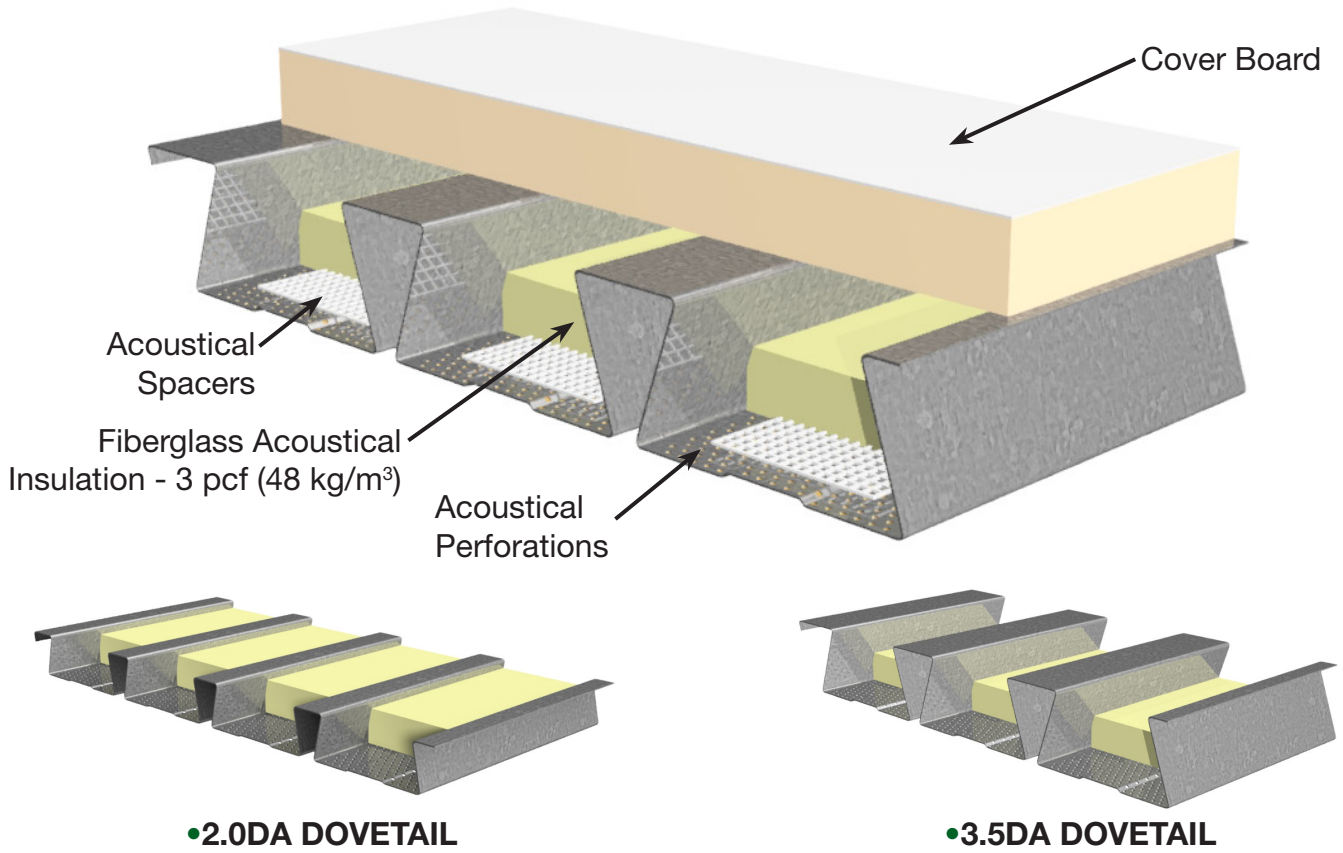 Cover Board
Acoustical
Spacers
Fiberglass Acoustical
Insulation - 3 pcf (48 kg/m³)
Acoustical
Perforations
•2.0DA DOVETAIL
•3.5DA DOVETAIL